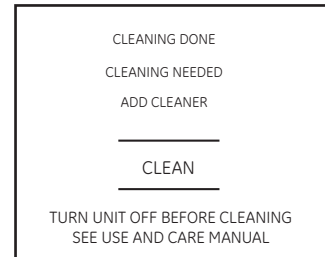 CLEANING DONE
CLEANING NEEDED
ADD CLEANER
CLEAN
TURN UNIT OFF BEFORE CLEANING
SEE USE AND CARE MANUAL